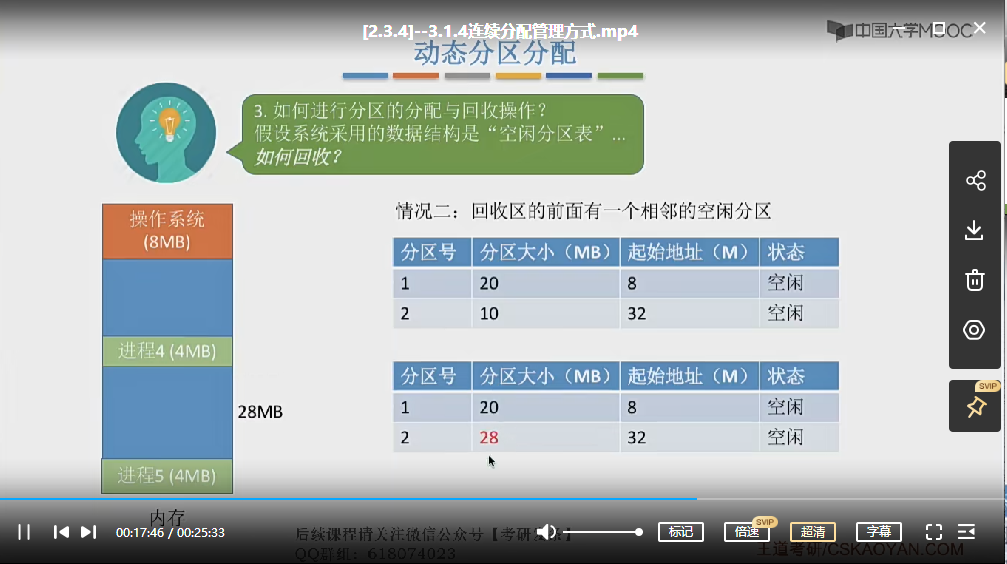 [2.3.4]--3.1.4连续分配管理方式.mp4
中国大学MOOC
动态分区分配
3. 如何进行分区的分配与回收操作？
假设系统采用的数据结构是“空闲分区表”...
如何回收？
操作系统
(8MB)
进程4 (4MB)
28MB
进程5 (4MB)
内存
情况二：回收区的前面有一个相邻的空闲分区
分区号 分区大小（MB） 起始地址（M） 状态
1 20 8 空闲
2 10 32 空闲
分区号 分区大小（MB） 起始地址（M） 状态
1 20 8 空闲
2 28 32 空闲
SVIP
00:17:46 / 00:25:33
标记
倍速
SVIP
超清
字幕
后续课程请关注微信公众号
QQ群组：618074023
王道考研/CSKAOYAN.COM